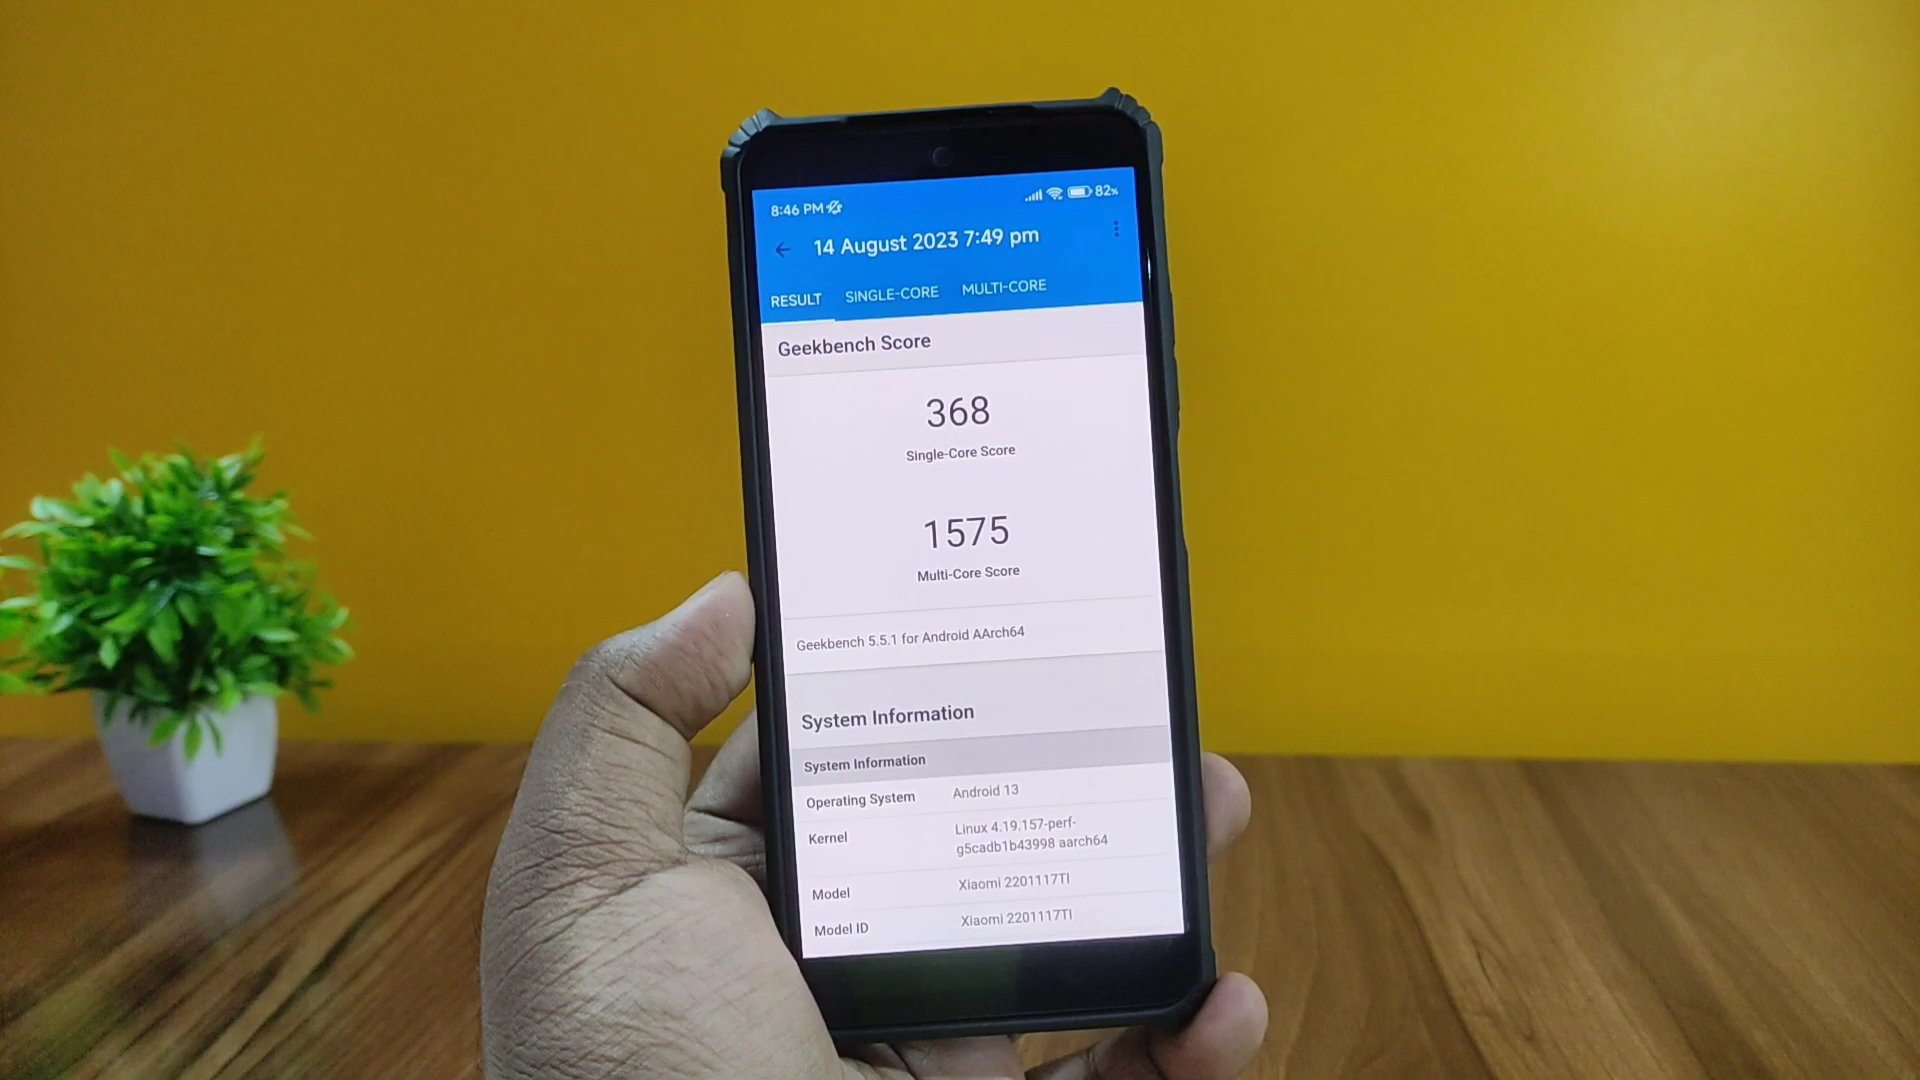 8:46 PM 82%
14 August 2023 7:49 pm
RESULT SINGLE-CORE MULTI-CORE
Geekbench Score
368
Single-Core Score
1575
Multi-Core Score
Geekbench 5.5.1 for Android AArch64
System Information
System Information
Operating System Android 13
Kernel Linux 4.19.157-perf-
g5cadb1b43998 aarch64
Model Xiaomi 2201117TI
Model ID Xiaomi 2201117TI